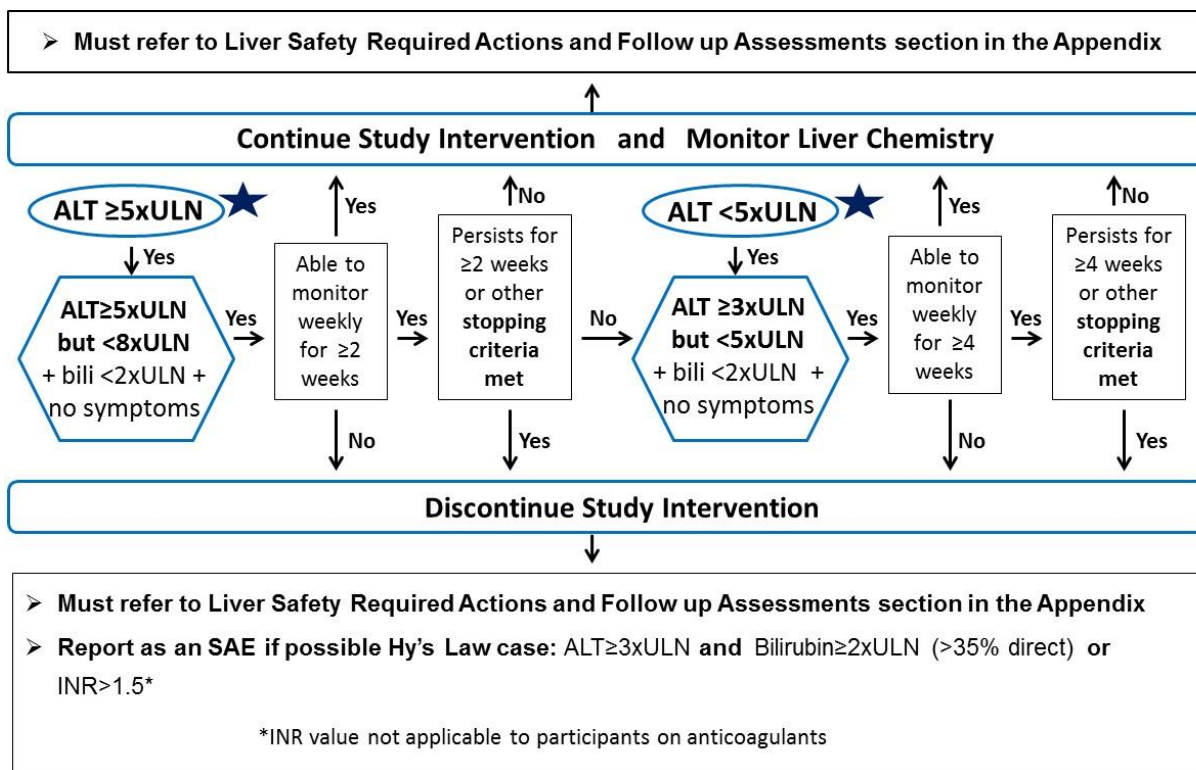 ➢ Must refer to Liver Safety Required Actions and Follow up Assessments section in the Appendix
Continue Study Intervention and Monitor Liver Chemistry
ALT ≥5xULN
Yes
ALT≥5xULN
but <8xULN
+ bili <2xULN +
no symptoms
Yes
Yes
Able to
monitor
weekly
for ≥2
weeks
No
Yes
No
Persists for
≥2 weeks
or other
stopping
criteria
met
Yes
No
ALT <5xULN
Yes
ALT ≥3xULN
but <5xULN
+ bili <2xULN +
no symptoms
Yes
Yes
Able to
monitor
weekly
for ≥4
weeks
No
Yes
No
Persists for
≥4 weeks
or other
stopping
criteria
met
Yes
Discontinue Study Intervention
➢ Must refer to Liver Safety Required Actions and Follow up Assessments section in the Appendix
➢ Report as an SAE if possible Hy’s Law case: ALT≥3xULN and Bilirubin≥2xULN (>35% direct) or
INR>1.5*
*INR value not applicable to participants on anticoagulants